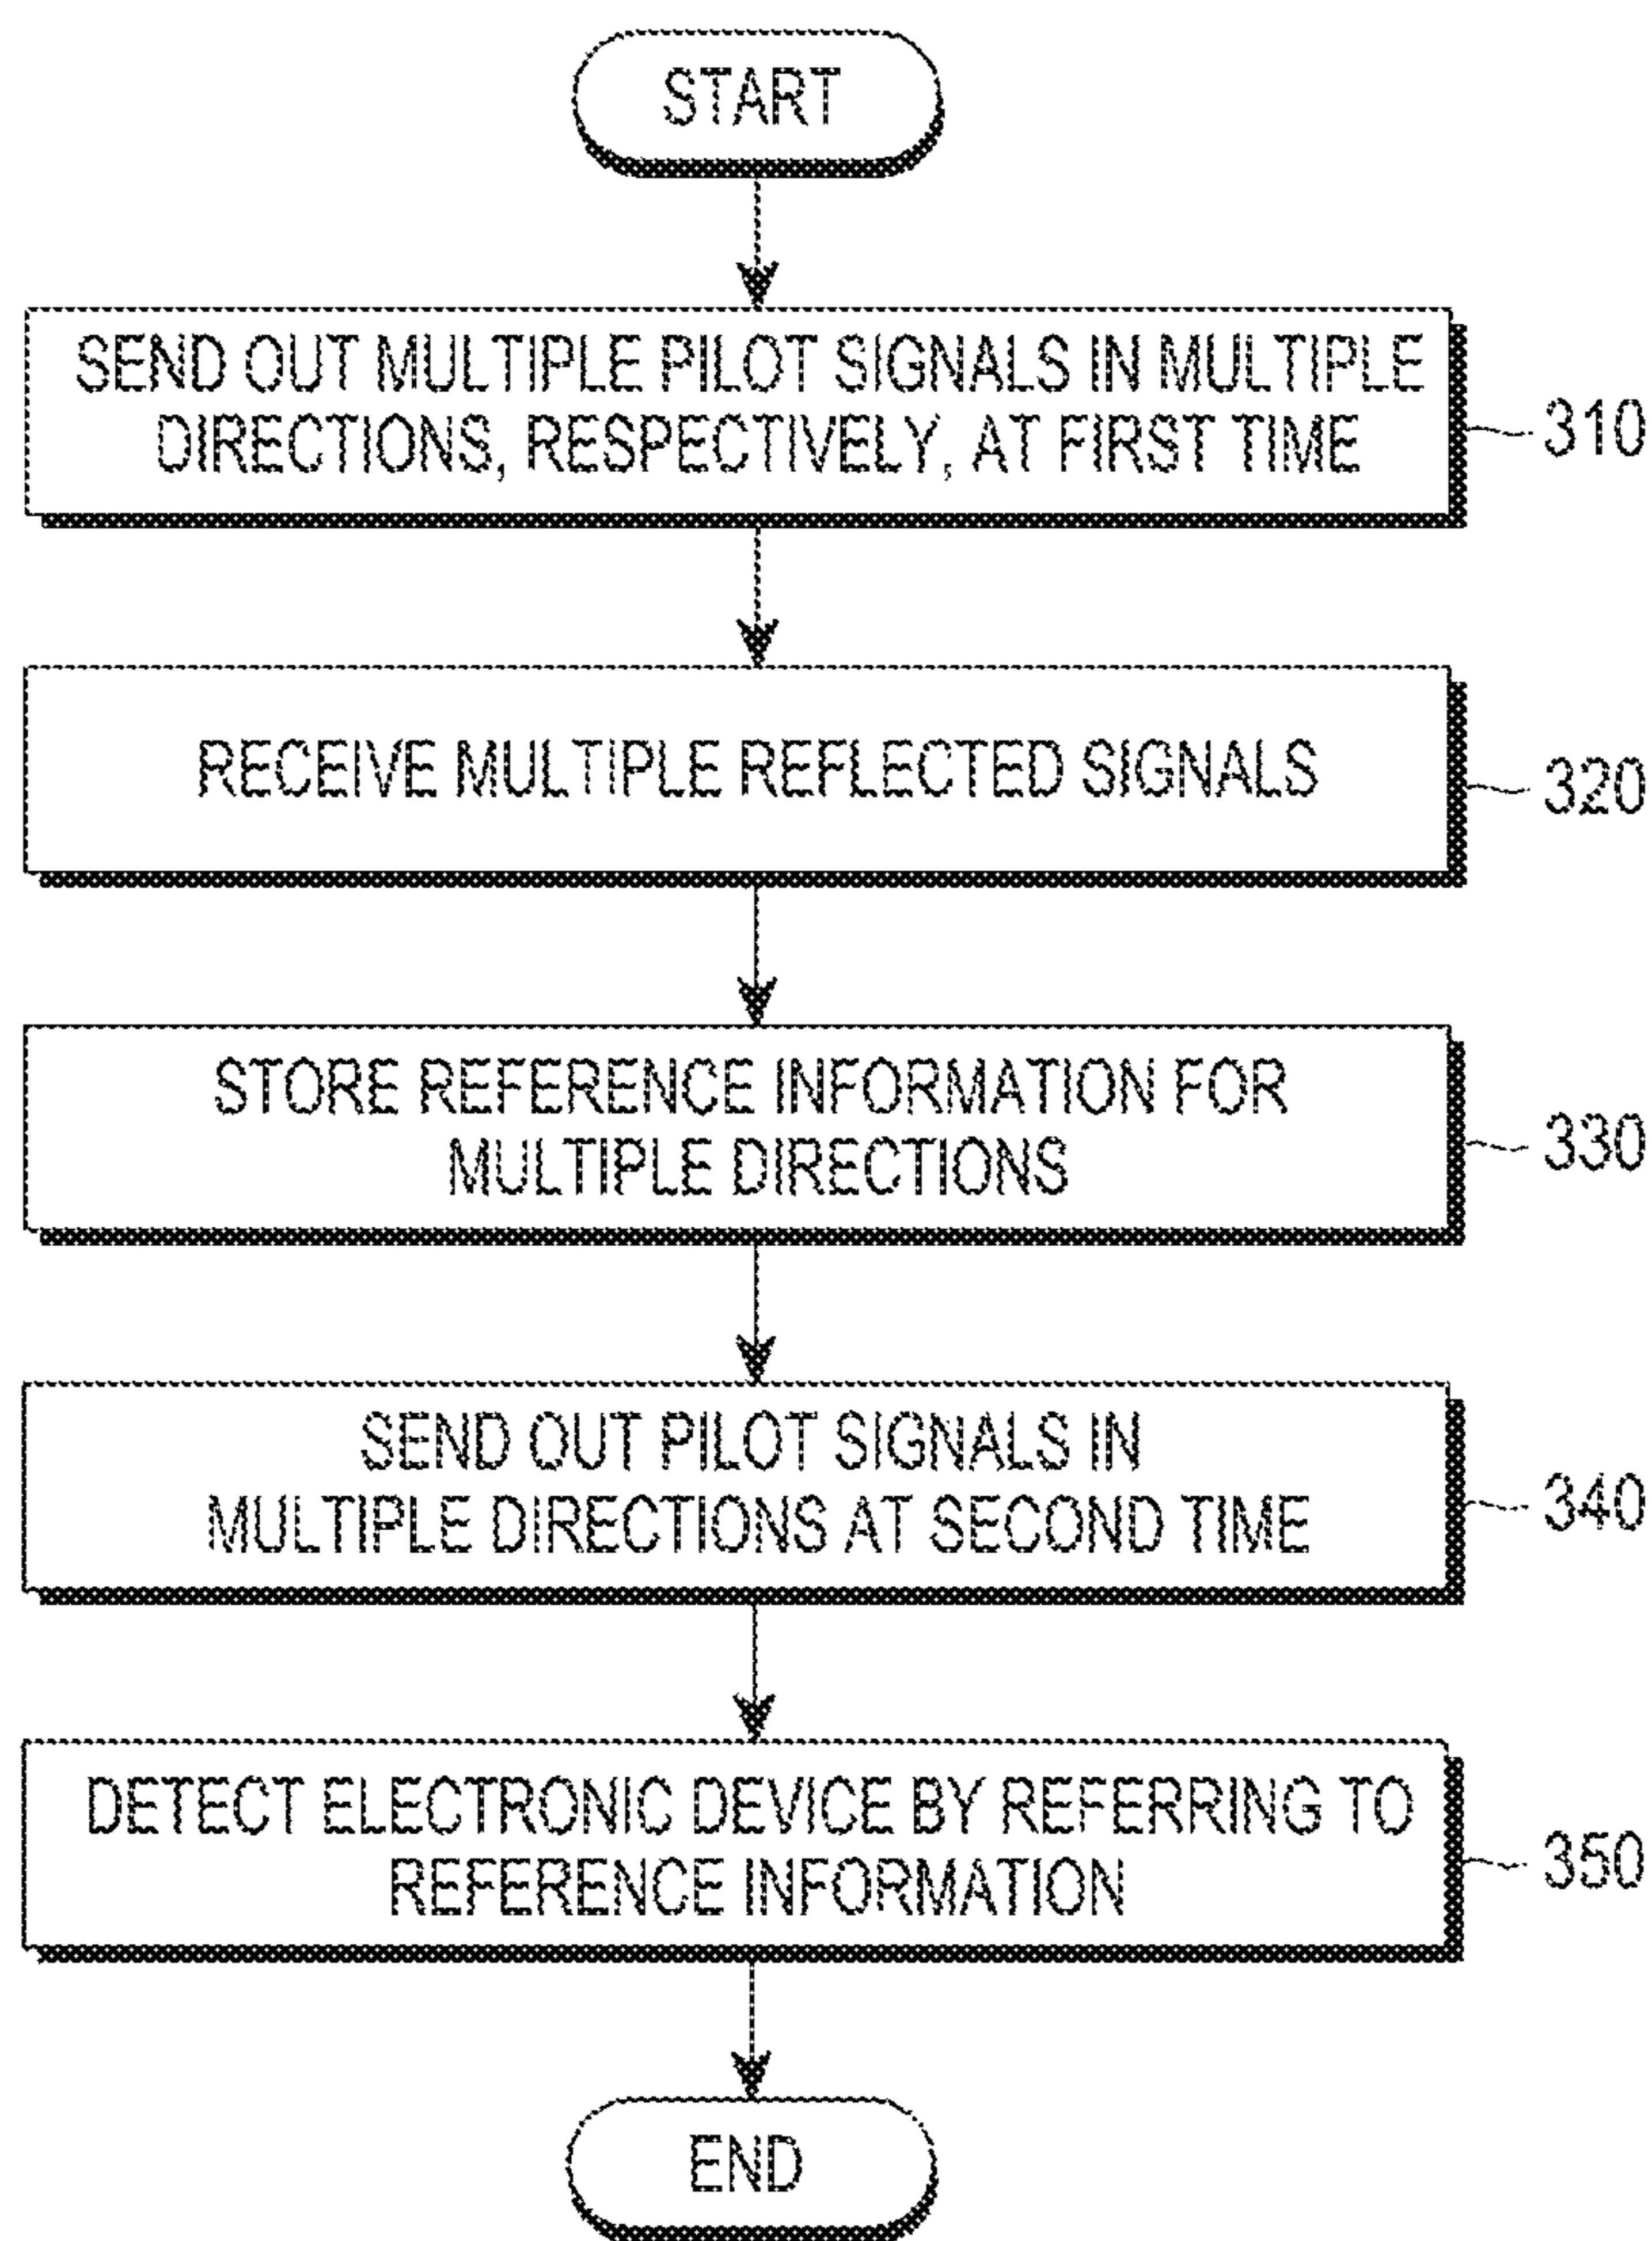 START
SEND OUT MULTIPLE PILOT SIGNALS IN MULTIPLE
DIRECTIONS, RESPECTIVELY, AT FIRST TIME
310
RECEIVE MULTIPLE REFLECTED SIGNALS
320
STORE REFERENCE INFORMATION FOR
MULTIPLE DIRECTIONS
330
SEND OUT PILOT SIGNALS IN
MULTIPLE DIRECTIONS AT SECOND TIME
340
DETECT ELECTRONIC DEVICE BY REFERRING TO
REFERENCE INFORMATION
350
END